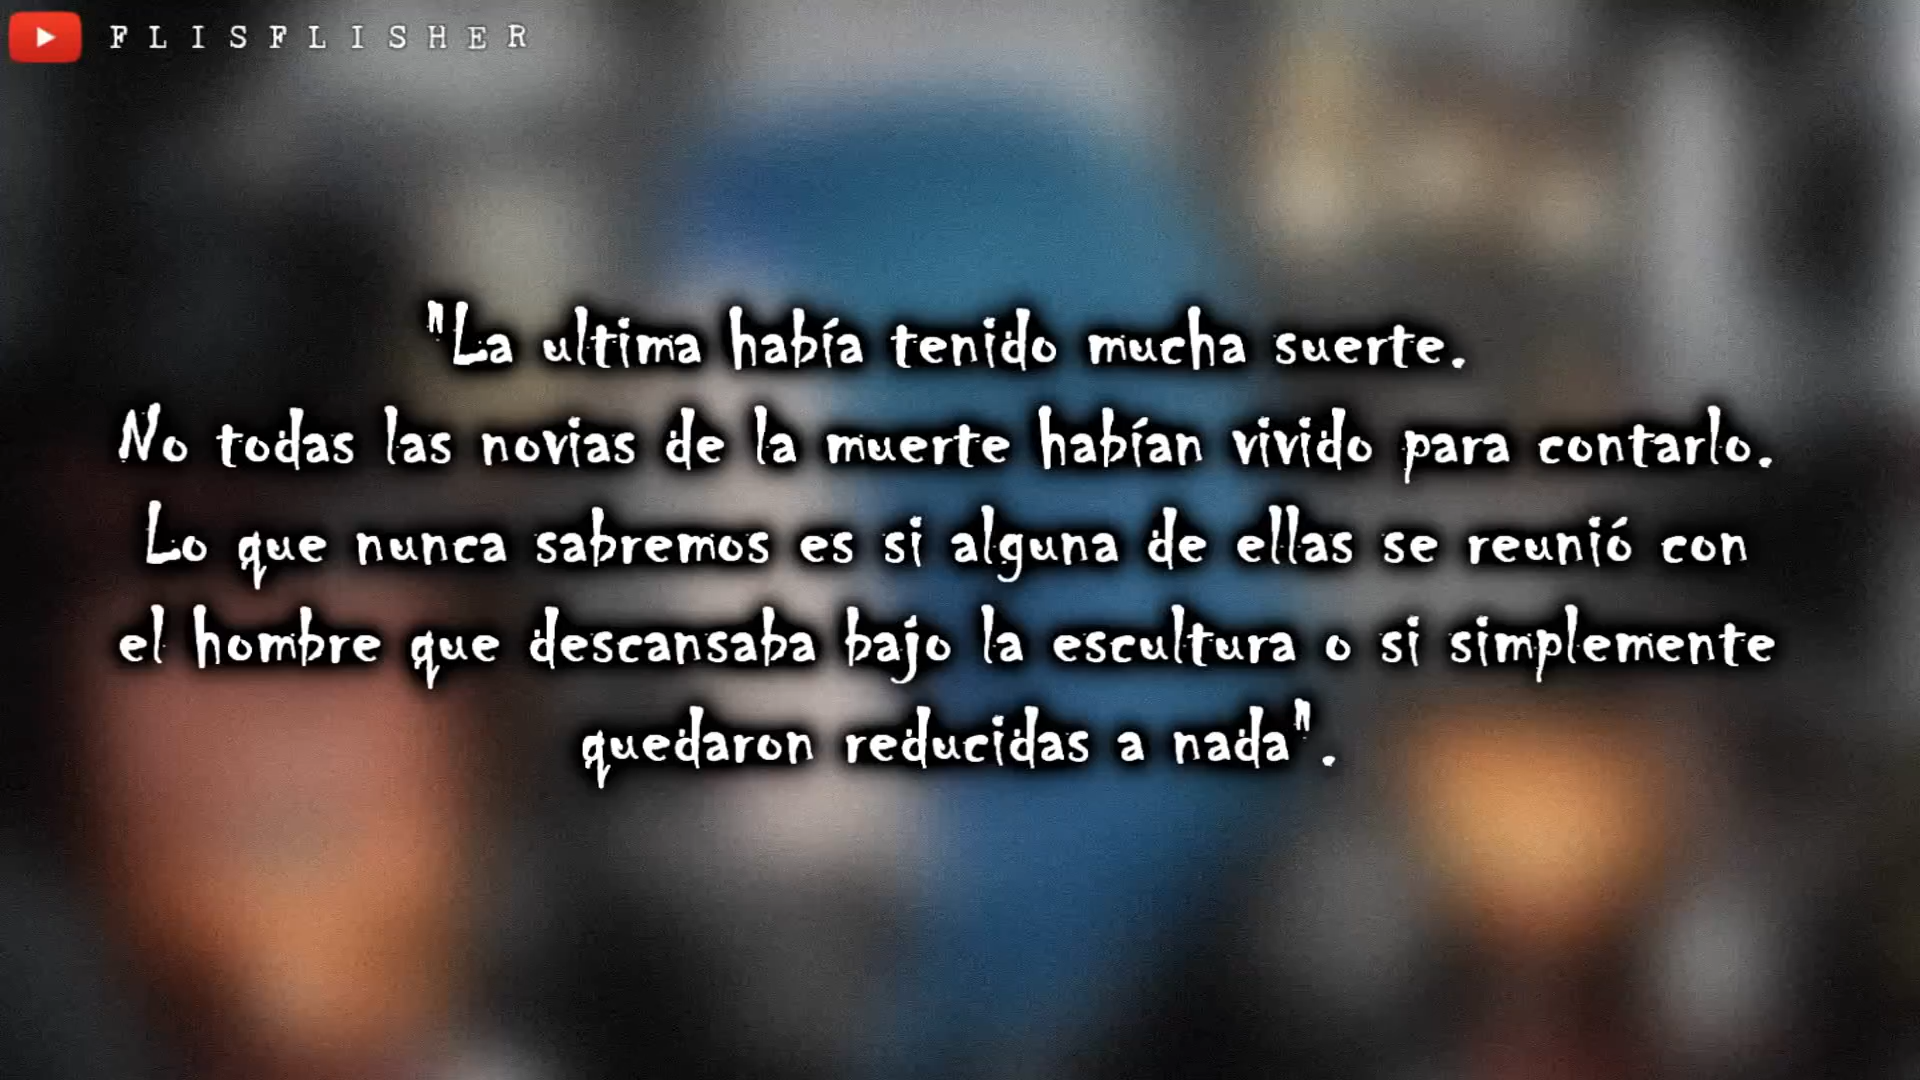 FLISFLISHER
"La ultima había tenido mucha suerte.
No todas las novias de la muerte habían vivido para contarlo.
Lo que nunca sabremos es si alguna de ellas se reunió con
el hombre que descansaba bajo la escultura o si simplemente
quedaron reducidas a nada".